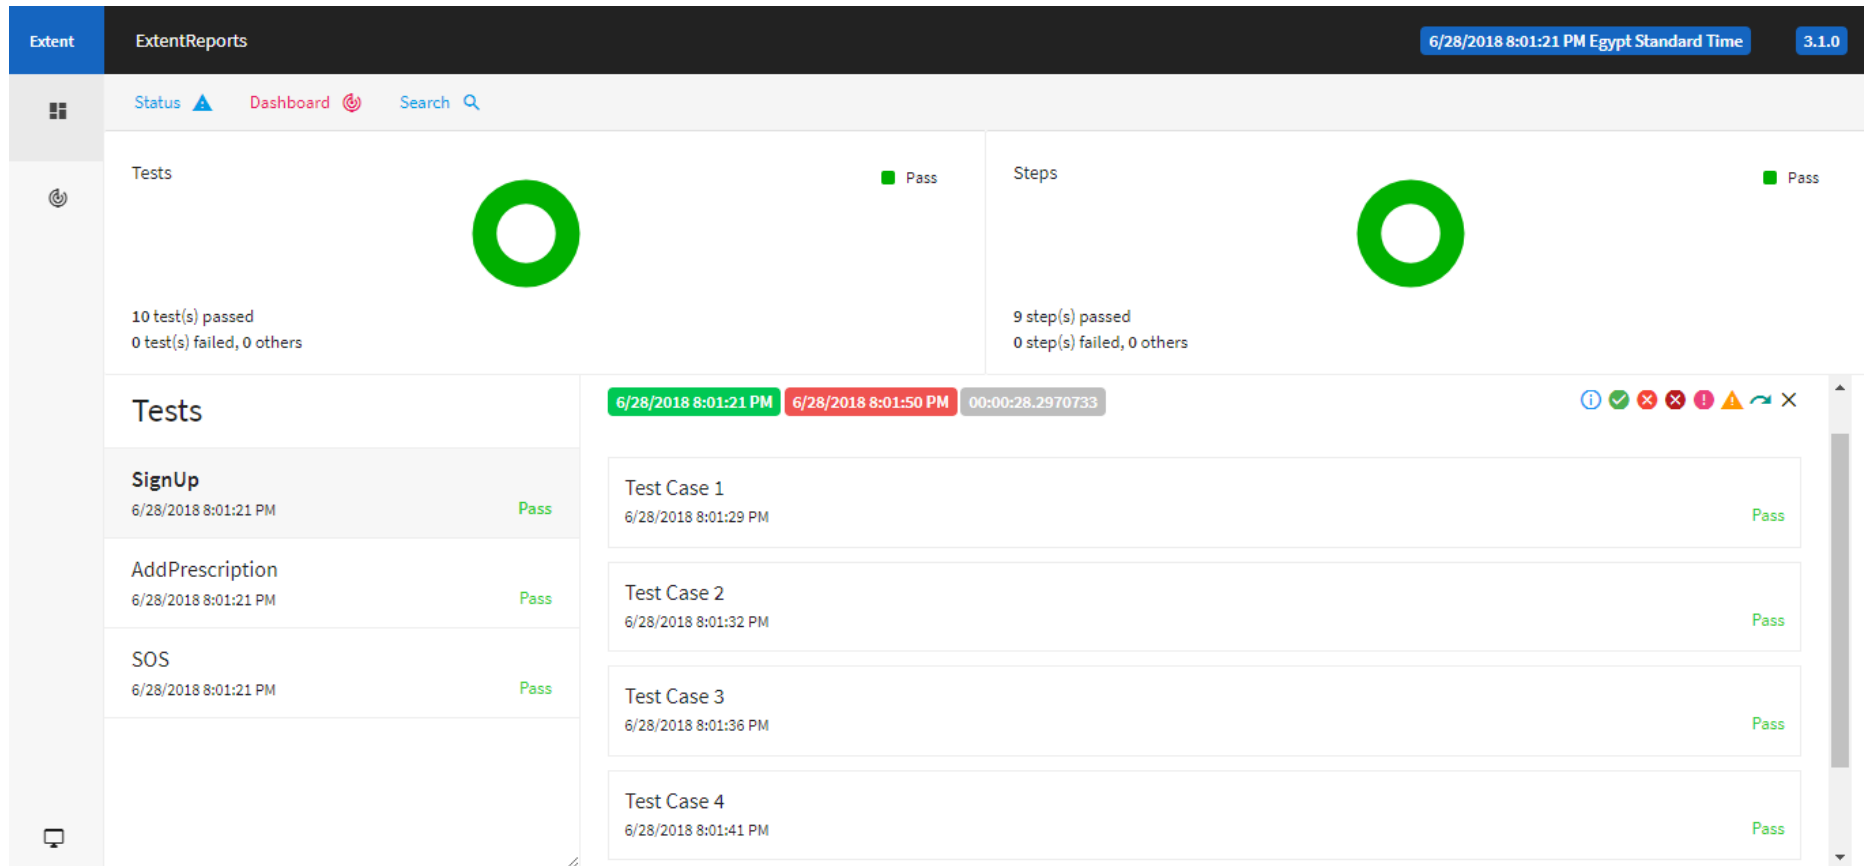 Extent
ExtentReports
6/28/2018 8:01:21 PM Egypt Standard Time
3.1.0
Status
Dashboard
Search
Tests
Pass
10 test(s) passed
0 test(s) failed, 0 others
Steps
Pass
9 step(s) passed
0 step(s) failed, 0 others
Tests
SignUp
6/28/2018 8:01:21 PM
Pass
AddPrescription
6/28/2018 8:01:21 PM
Pass
SOS
6/28/2018 8:01:21 PM
Pass
6/28/2018 8:01:21 PM 6/28/2018 8:01:50 PM 00:00:28.2970733
Test Case 1
6/28/2018 8:01:29 PM
Pass
Test Case 2
6/28/2018 8:01:32 PM
Pass
Test Case 3
6/28/2018 8:01:36 PM
Pass
Test Case 4
6/28/2018 8:01:41 PM
Pass